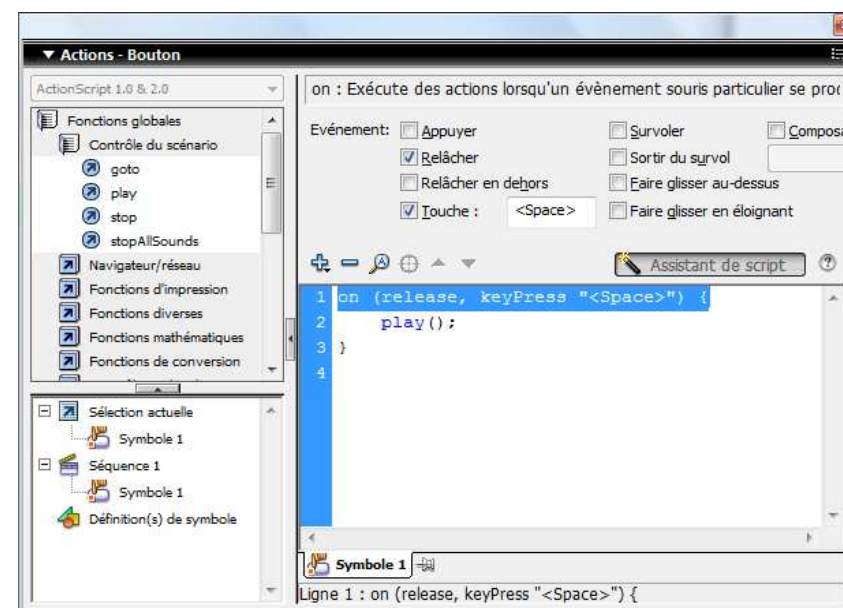 Actions - Bouton
ActionScript 1.0 & 2.0
Fonctions globales
Contrôle du scénario
goto
play
stop
stopAllSounds
Navigateur/réseau
Fonctions d'impression
Fonctions diverses
Fonctions mathématiques
Fonctions de conversion
Sélection actuelle
Symbole 1
Séquence 1
Symbole 1
Définition(s) de symbole
on : Exécute des actions lorsqu'un évènement souris particulier se proc
Evénement:
Appuyer
Survoler
Composa
Relâcher
Sortir du survol
Relâcher en dehors
Faire glisser au-dessus
Touche :
<Space>
Faire glisser en éloignant
Assistant de script
1 on (release, keyPress "<Space>") {
2 play();
3 }
4
Symbole 1
Ligne 1 : on (release, keyPress "<Space>") {